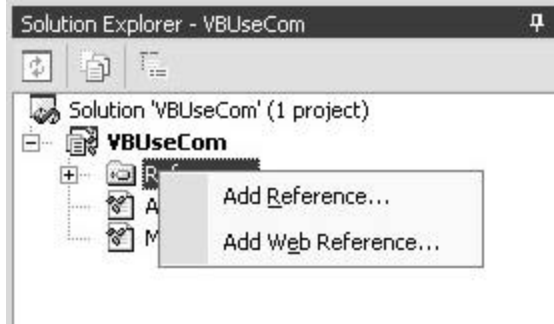 Solution Explorer - VBUseCom
Solution 'VBUseCom' (1 project)
VBUseCom
Add Reference...
A
Add Web Reference...
M